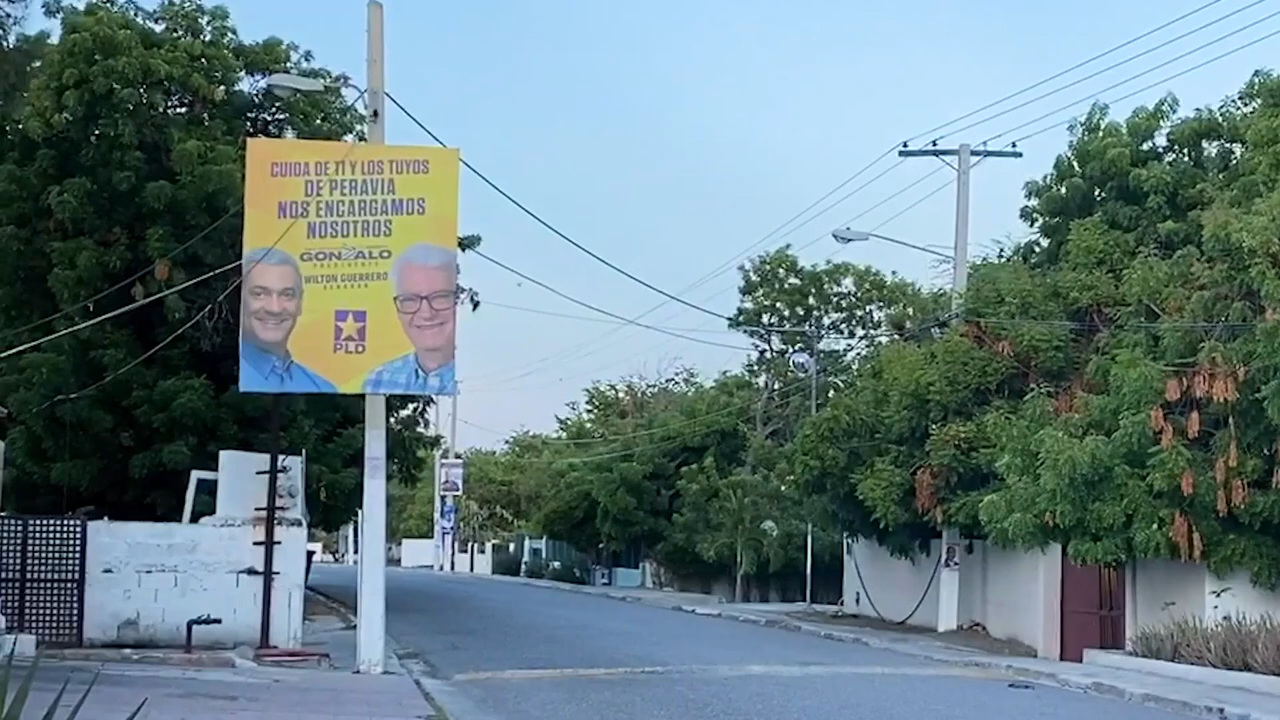 CUIDA DE TI Y LOS TUYOS
DE PERAVIA
NOS ENCARGAMOS
NOSOTROS
GONZALO
PRESIDENTE
WILTON GUERRERO
SENADOR
PLD